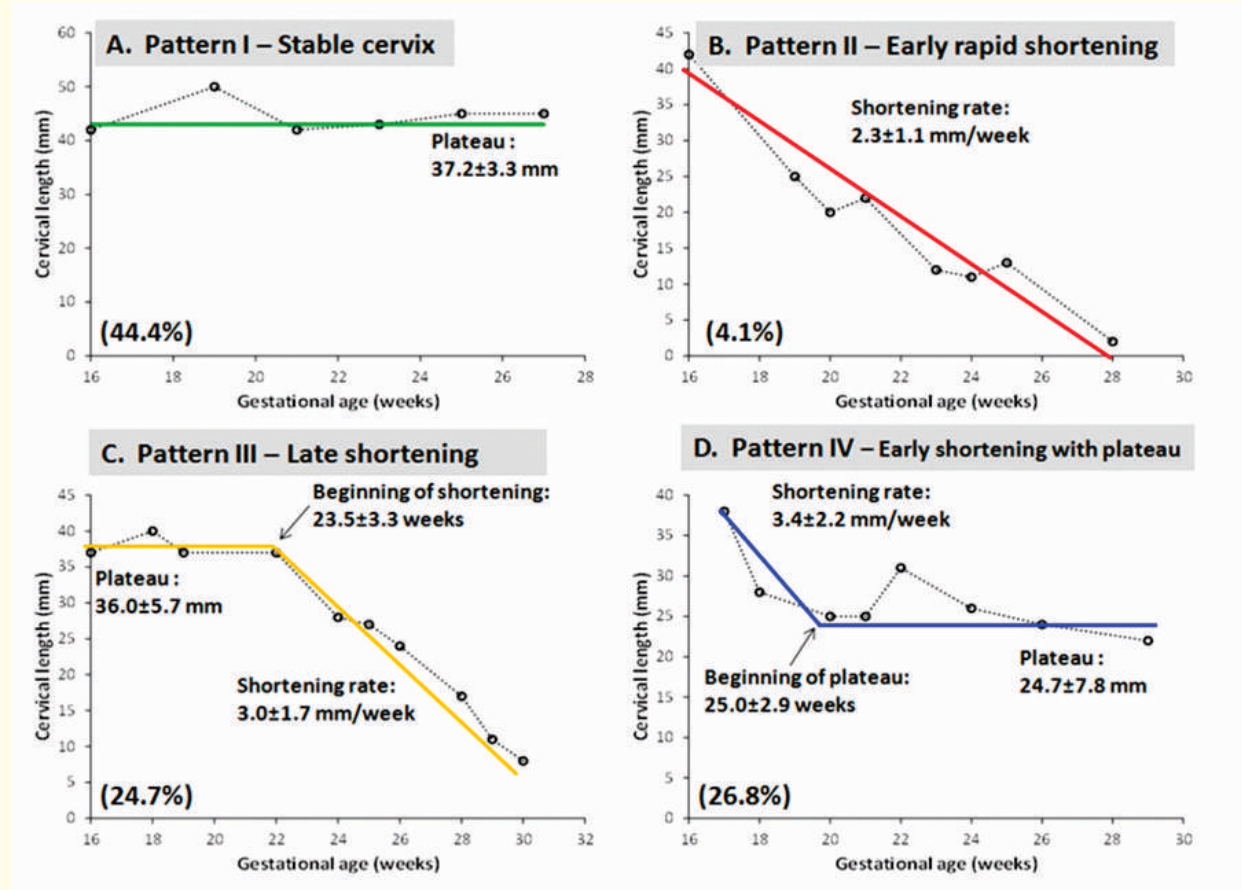 A. Pattern I – Stable cervix
60
50
40
30
20
10
0
Cervical length (mm)
Plateau :
37.2±3.3 mm
(44.4%)
16 18 20 22 24 26 28
Gestational age (weeks)
B. Pattern II – Early rapid shortening
45
40
35
30
25
20
15
10
5
0
Cervical length (mm)
Shortening rate:
2.3±1.1 mm/week
(4.1%)
16 18 20 22 24 26 28 30
Gestational age (weeks)
C. Pattern III – Late shortening
45
40
35
30
25
20
15
10
5
0
Cervical length (mm)
Beginning of shortening:
23.5±3.3 weeks
Plateau :
36.0±5.7 mm
Shortening rate:
3.0±1.7 mm/week
(24.7%)
16 18 20 22 24 26 28 30 32
Gestational age (weeks)
D. Pattern IV – Early shortening with plateau
40
35
30
25
20
15
10
5
0
Cervical length (mm)
Shortening rate:
3.4±2.2 mm/week
Beginning of plateau:
25.0±2.9 weeks
Plateau :
24.7±7.8 mm
(26.8%)
16 18 20 22 24 26 28 30
Gestational age (weeks)